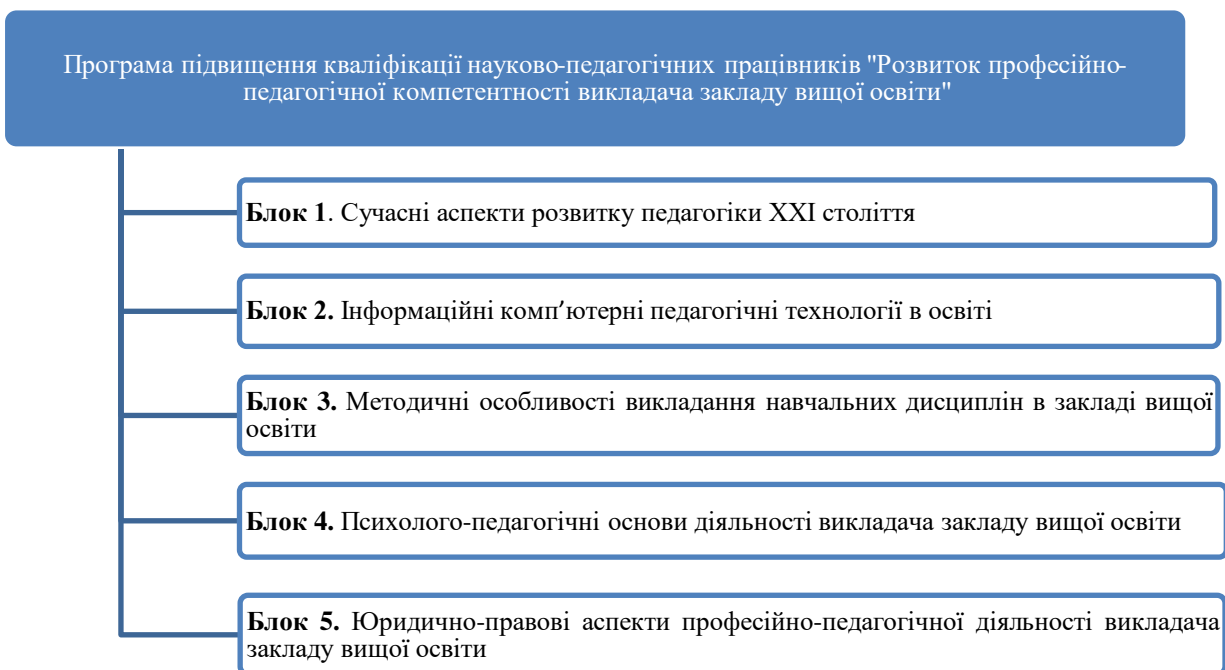 Програма підвищення кваліфікації науково-педагогічних працівників "Розвиток професійно-
педагогічної компетентності викладача закладу вищої освіти"
Блок 1. Сучасні аспекти розвитку педагогіки ХХІ століття
Блок 2. Інформаційні комп’ютерні педагогічні технології в освіті
Блок 3. Методичні особливості викладання навчальних дисциплін в закладі вищої
освіти
Блок 4. Психолого-педагогічні основи діяльності викладача закладу вищої освіти
Блок 5. Юридично-правові аспекти професійно-педагогічної діяльності викладача
закладу вищої освіти